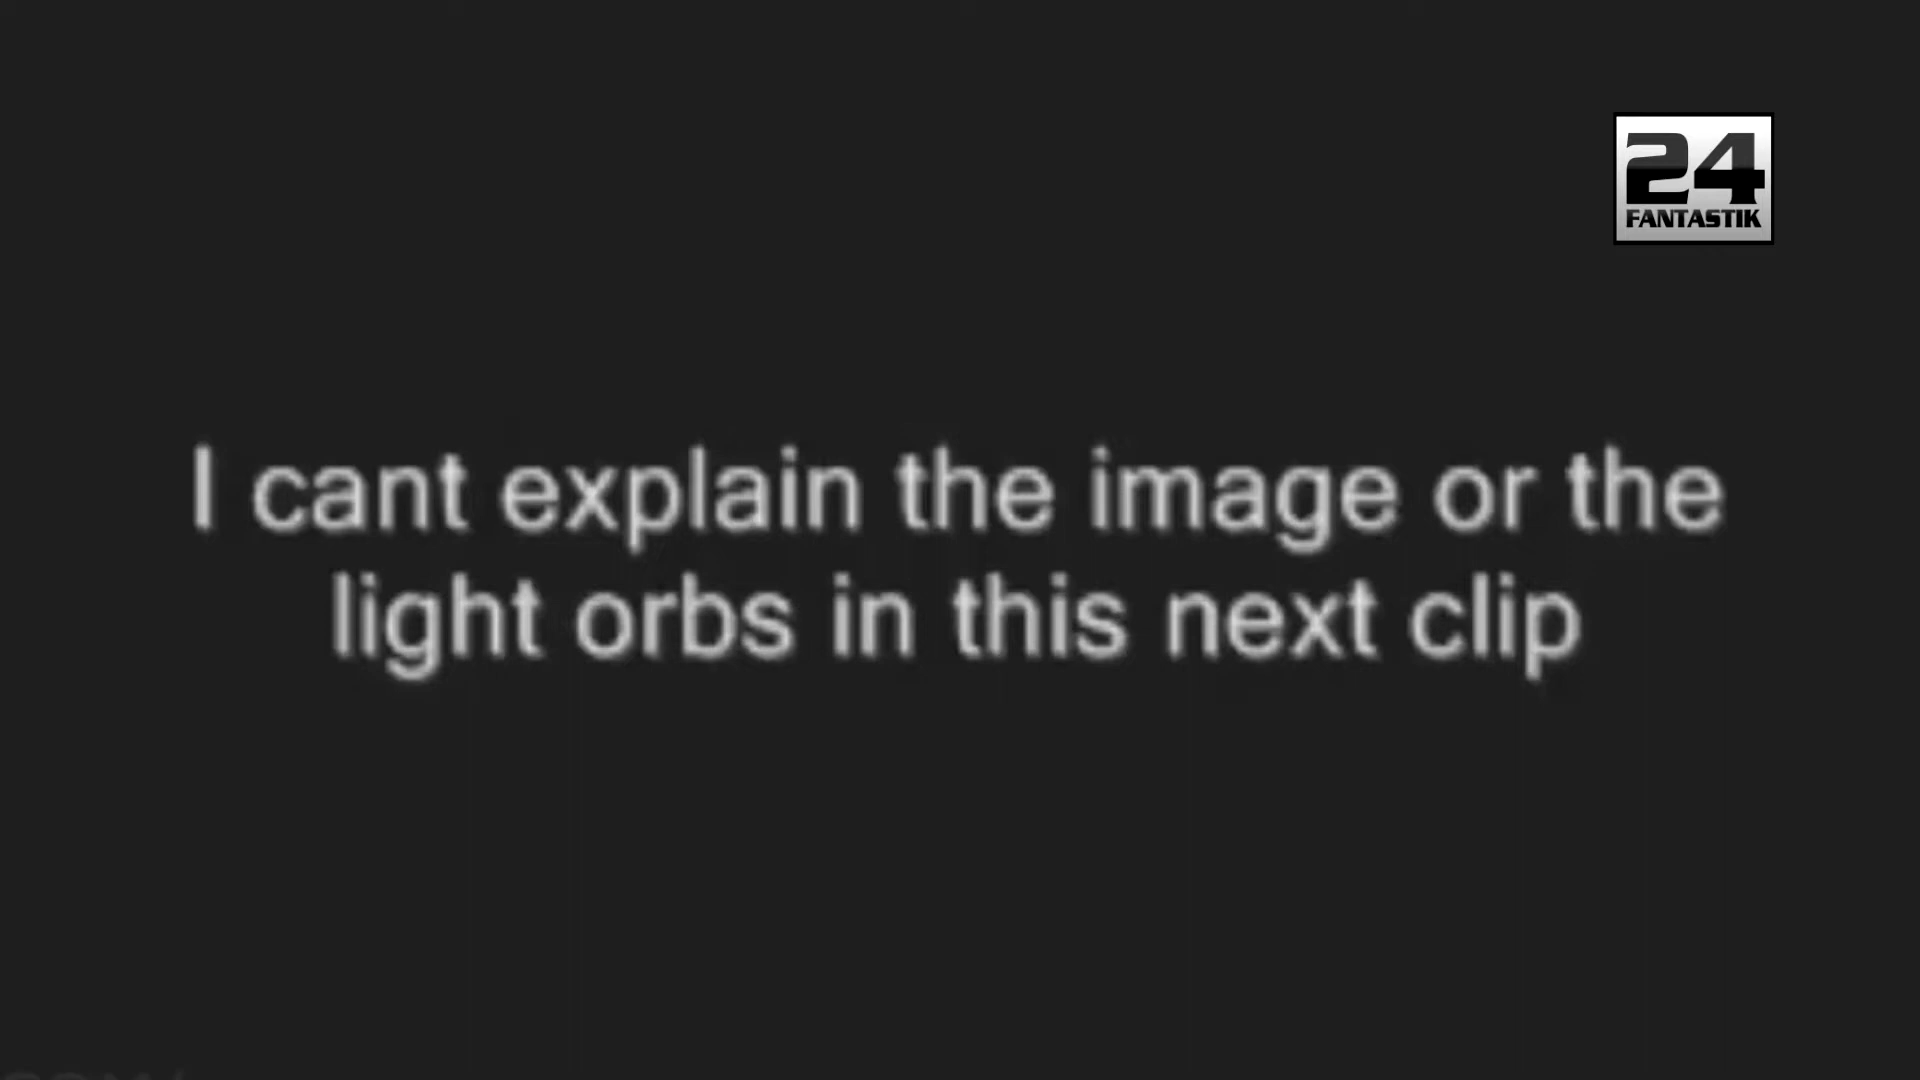 24
FANTASTIK
I cant explain the image or the
light orbs in this next clip